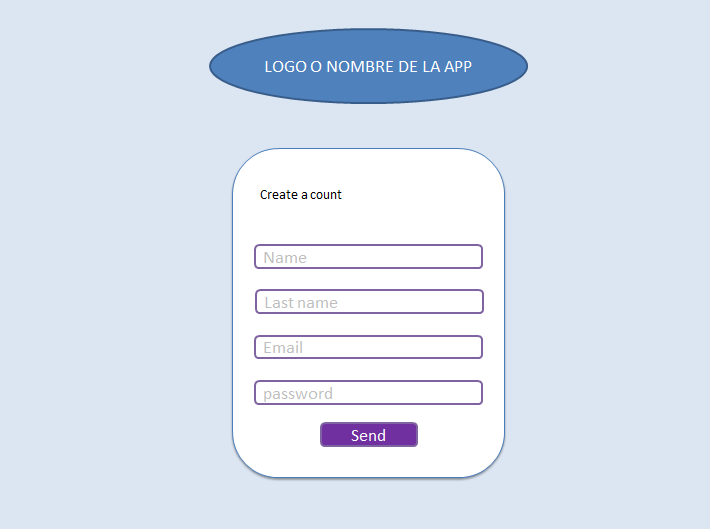 LOGO O NOMBRE DE LA APP
Create a count
Name
Last name
Email
password
Send